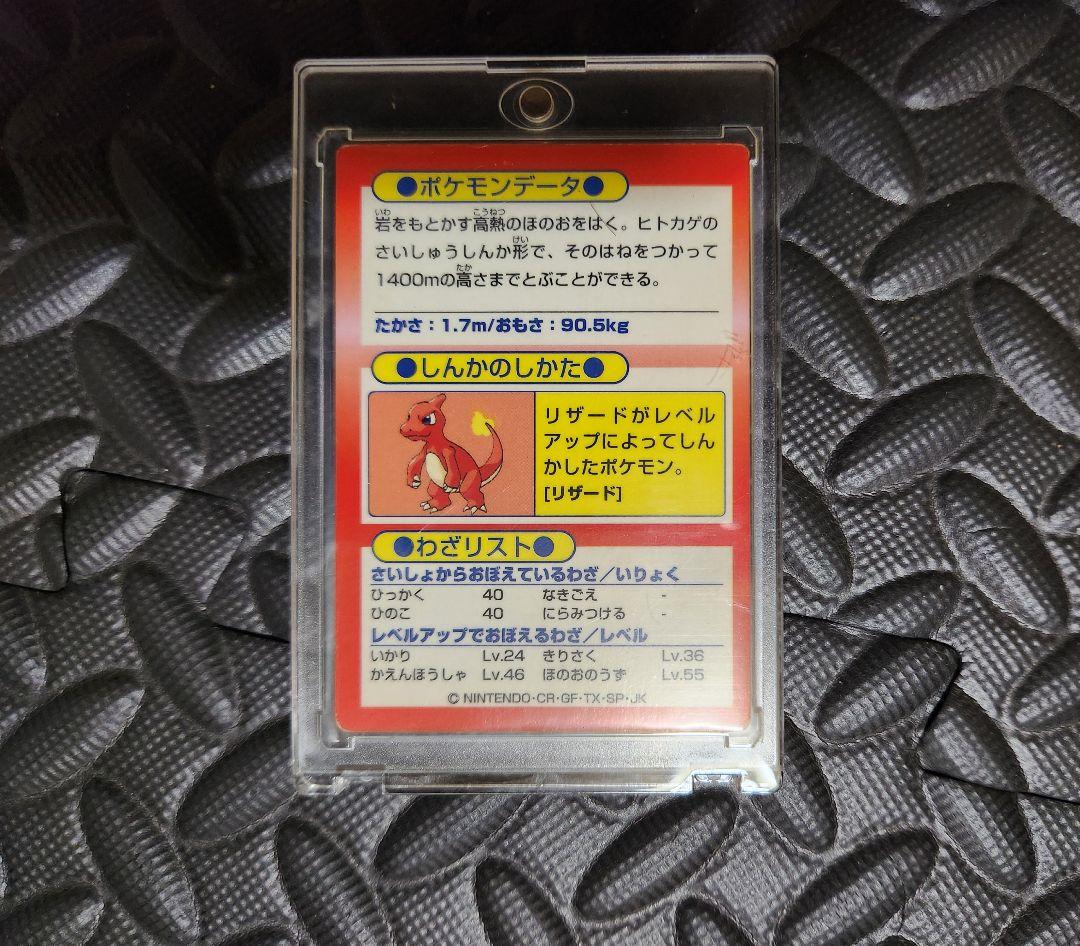 ●ポケモンデータ●
岩をもとかす高熱のほのおをはく。ヒトカゲの
さいしゅうしんか形で、そのはねをつかって
1400mの高さまでとぶことができる。
たかさ：1.7m/おもさ：90.5kg
●しんかのしかた●
リザードがレベル
アップによってしん
かしたポケモン。
[リザード]
●わざリスト●
さいしょからおぼえているわざ／いりょく
ひっかく 40 なきごえ -
ひのこ 40 にらみつける -
レベルアップでおぼえるわざ／レベル
いかり Lv.24 きりさく Lv.36
かえんほうしゃ Lv.46 ほのおのうず Lv.55
© NINTENDO・CR・GF・TX・SP・JK